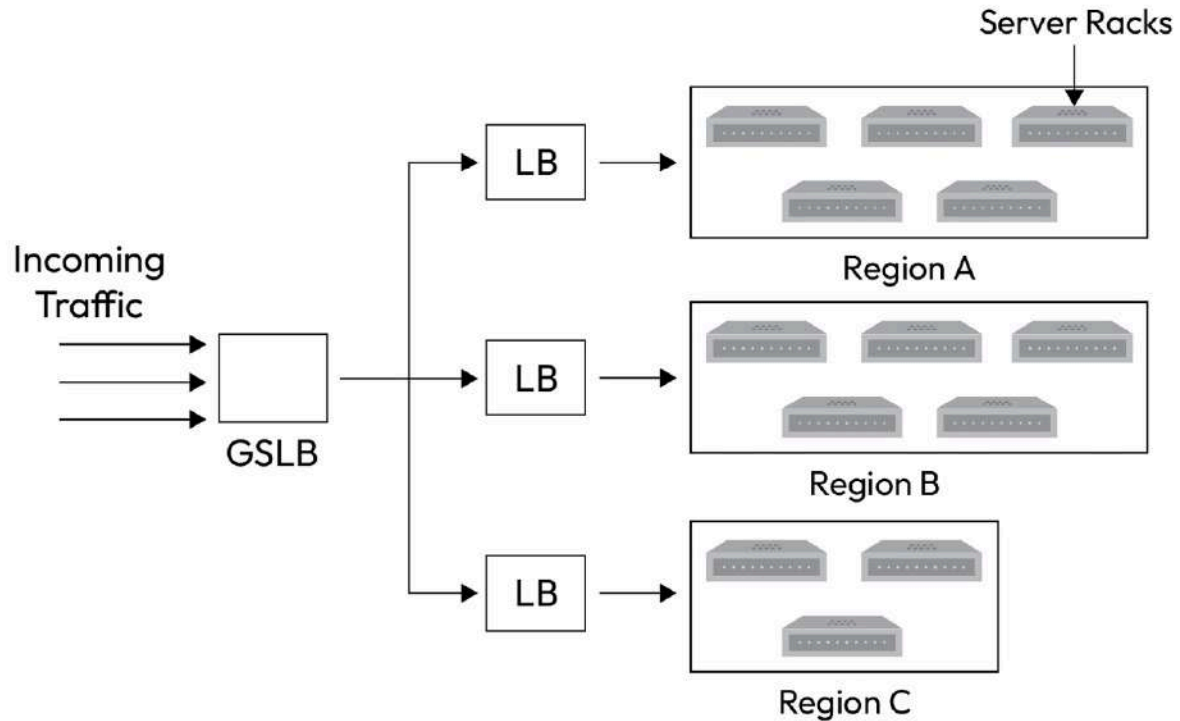 Server Racks
LB
Region A
Incoming
Traffic
GSLB
LB
Region B
LB
Region C